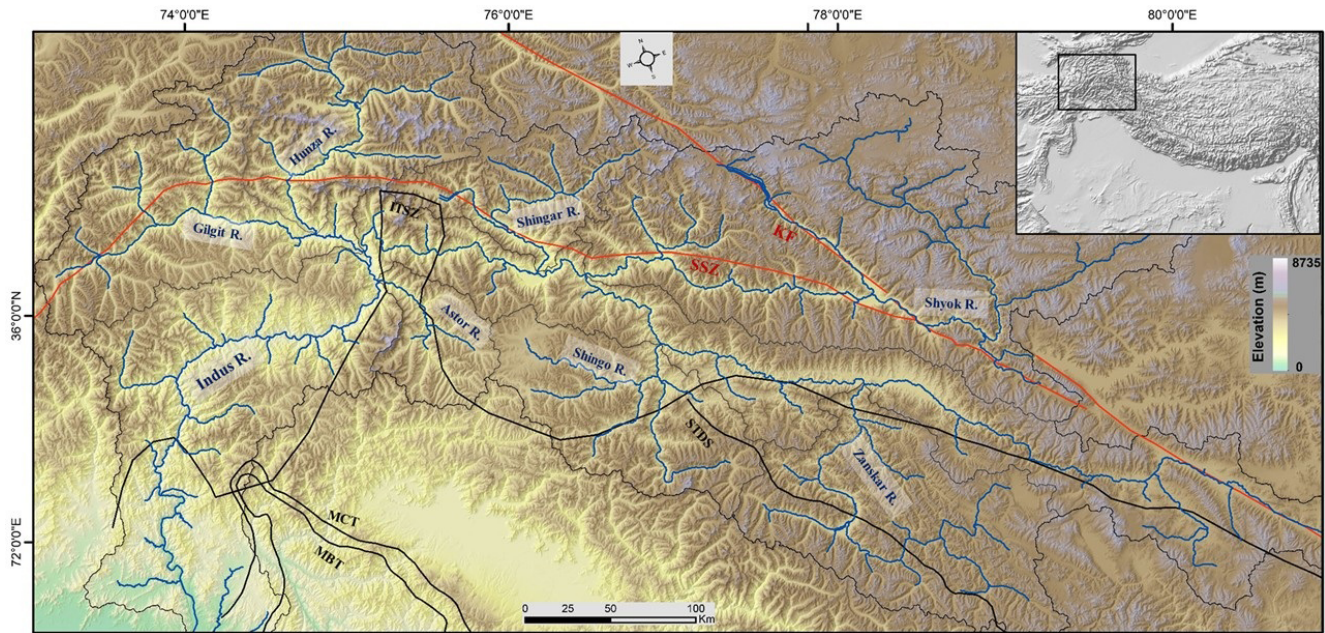 74°0'0"E
76°0'0"E
78°0'0"E
80°0'0"E
N
W
E
S
Hunza R.
8735
Elevation (m)
0
ITSZ
Shingar R.
Gilgit R.
KF
SSZ
Shyok R.
36°0'0"N
Astor R.
Shingo R.
Indus R.
STDS
Zanskar R.
MCT
MBT
72°0'0"E
0 25 50 100
Km